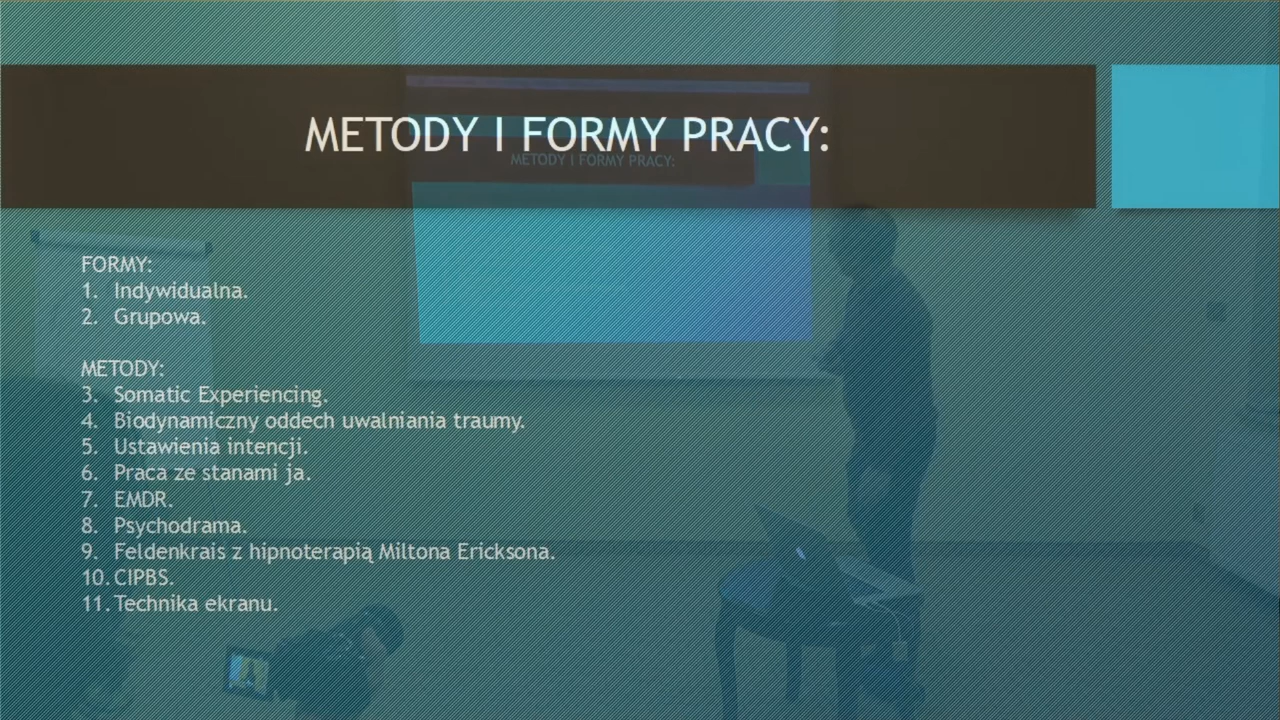 METODY I FORMY PRACY:
METODY I FORMY PRACY:
FORMY:
1. Indywidualna.
2. Grupowa.
METODY:
3. Somatic Experiencing.
4. Biodynamiczny oddech uwalniania traumy.
5. Ustawienia intencji.
6. Praca ze stanami ja.
7. EMDR.
8. Psychodrama.
9. Feldenkrais z hipnoterapią Miltona Ericksona.
10. CIPBS.
11. Technika ekranu.